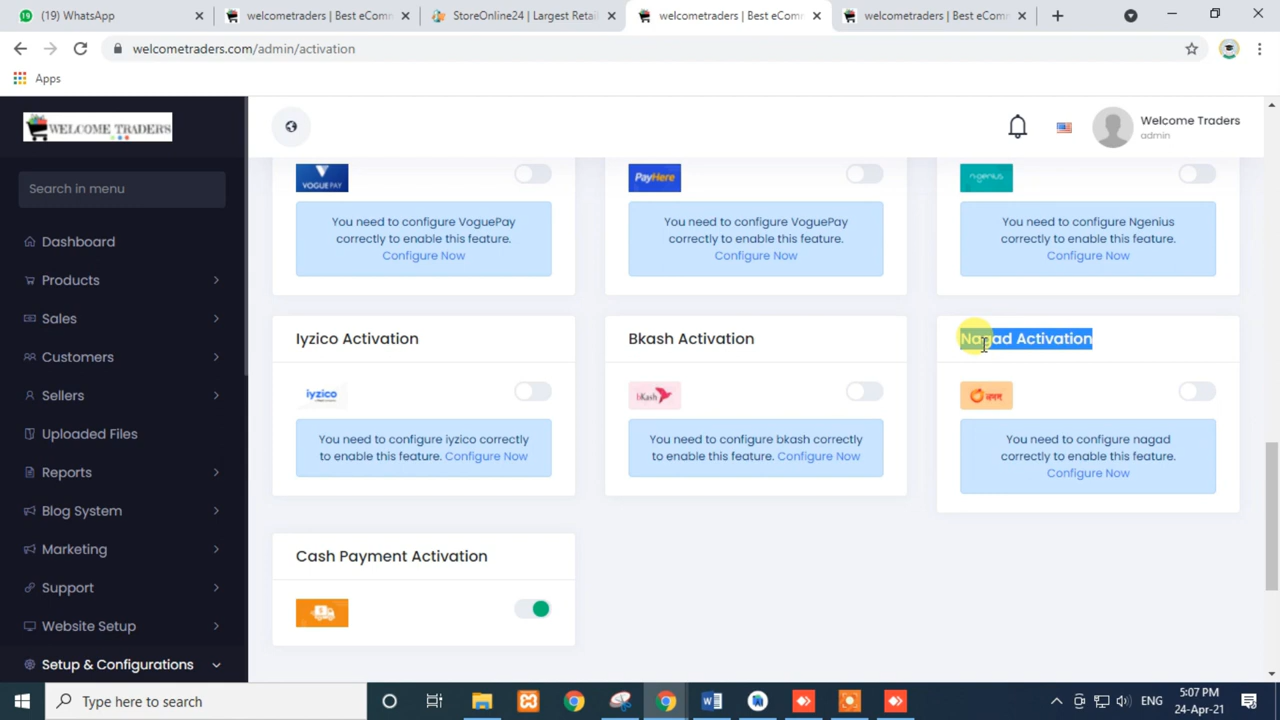 (19) WhatsApp
welcometraders | Best eComm
StoreOnline24 | Largest Retail
welcometraders | Best eComm
welcometraders | Best eComm
welcometraders.com/admin/activation
Apps
WELCOME TRADERS
Search in menu
Dashboard
Products
Sales
Customers
Sellers
Uploaded Files
Reports
Blog System
Marketing
Support
Website Setup
Setup & Configurations
Welcome Traders
admin
VOGUE PAY
You need to configure VoguePay
correctly to enable this feature.
Configure Now
PayHere
You need to configure VoguePay
correctly to enable this feature.
Configure Now
n-genius
You need to configure Ngenius
correctly to enable this feature.
Configure Now
Iyzico Activation
iyzico
You need to configure iyzico correctly
to enable this feature. Configure Now
Bkash Activation
bKash
You need to configure bkash correctly
to enable this feature. Configure Now
Nagad Activation
নগদ
You need to configure nagad
correctly to enable this feature.
Configure Now
Cash Payment Activation
Type here to search
ENG
5:07 PM
24-Apr-21